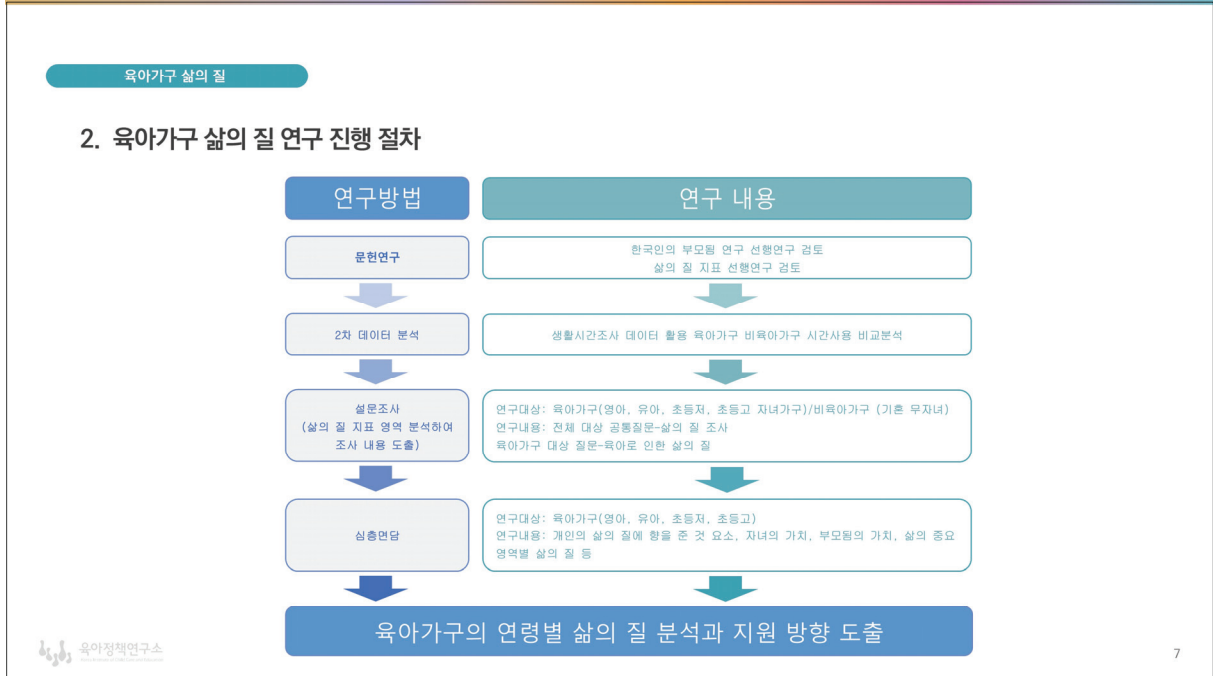 육아가구 삶의 질
2. 육아가구 삶의 질 연구 진행 절차
연구방법
연구 내용
문헌연구
한국인의 부모됨 연구 선행연구 검토
삶의 질 지표 선행연구 검토
2차 데이터 분석
생활시간조사 데이터 활용 육아가구 비육아가구 시간사용 비교분석
설문조사
(삶의 질 지표 영역 분석하여
조사 내용 도출)
연구대상: 육아가구(영아, 유아, 초등저, 초등고 자녀가구)/비육아가구 (기혼 무자녀)
연구내용: 전체 대상 공통질문-삶의 질 조사
육아가구 대상 질문-육아로 인한 삶의 질
심층면담
연구대상: 육아가구(영아, 유아, 초등저, 초등고)
연구내용: 개인의 삶의 질에 향을 준 것 요소, 자녀의 가치, 부모됨의 가치, 삶의 중요
영역별 삶의 질 등
육아가구의 연령별 삶의 질 분석과 지원 방향 도출
육아정책연구소
7